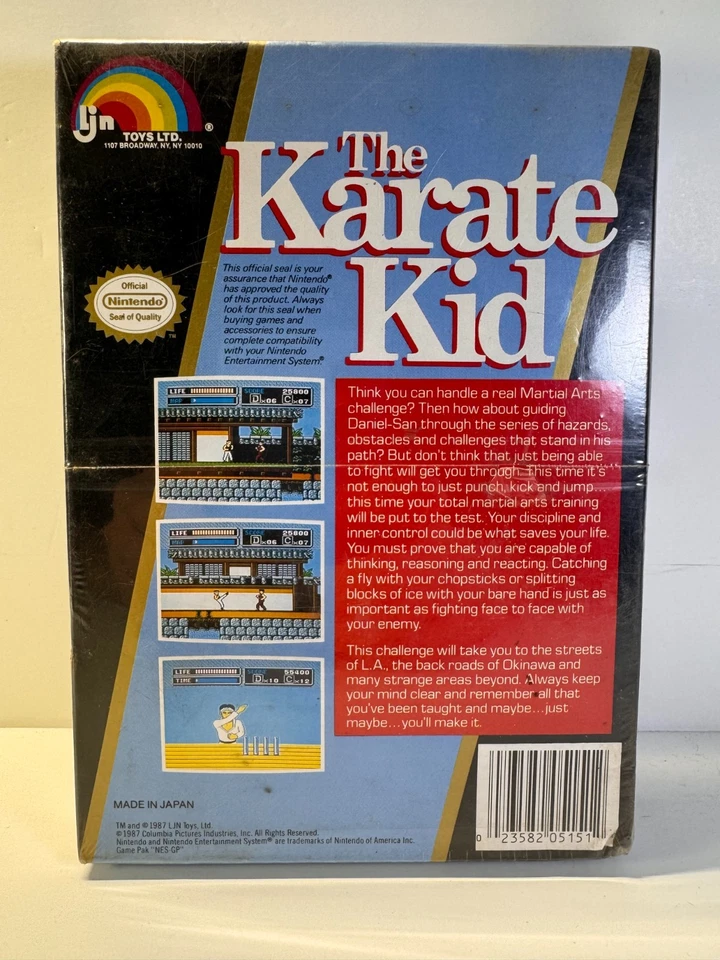 ljn
TOYS LTD. ®
1107 BROADWAY, NY, NY 10010
The
Karate
Kid
This official seal is your
assurance that Nintendo®
has approved the quality
of this product. Always
look for this seal when
buying games and
accessories to ensure
complete compatibility
with your Nintendo
Entertainment System.®
Official
Nintendo®
Seal of Quality
TM
LIFE SCORE 25800
MAP D×06 C×07
LIFE SCORE 25800
MAP D×06 C×07
LIFE SCORE 55400
TIME D×10 C×12
Think you can handle a real Martial Arts
challenge? Then how about guiding
Daniel-San through the series of hazards,
obstacles and challenges that stand in his
path? But don't think that just being able
to fight will get you through. This time it's
not enough to just punch, kick and jump...
this time your total martial arts training
will be put to the test. Your discipline and
inner control could be what saves your life.
You must prove that you are capable of
thinking, reasoning and reacting. Catching
a fly with your chopsticks or splitting
blocks of ice with your bare hand is just as
important as fighting face to face with
your enemy.
This challenge will take you to the streets
of L.A., the back roads of Okinawa and
many strange areas beyond. Always keep
your mind clear and remember all that
you've been taught and maybe...just
maybe...you'll make it.
MADE IN JAPAN
TM and ©1987 LJN Toys, Ltd.
©1987 Columbia Pictures Industries, Inc. All Rights Reserved.
Nintendo and Nintendo Entertainment System® are trademarks of Nintendo of America Inc.
Game Pak "NES-GP"
0 23582 05151